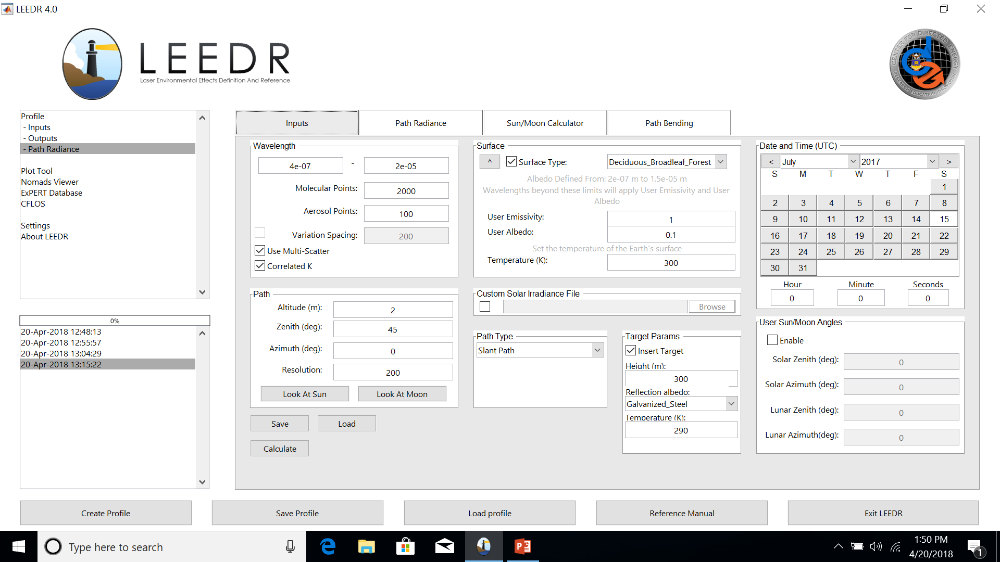 LEEDR 4.0
LEEDR
Laser Environmental Effects Definition And Reference
CENTER FOR DIRECTED ENERGY
RESEARCH EDUCATION INNOVATION
Profile
- Inputs
- Outputs
- Path Radiance
Plot Tool
Nomads Viewer
ExPERT Database
CFLOS
Settings
About LEEDR
0%
20-Apr-2018 12:48:13
20-Apr-2018 12:55:57
20-Apr-2018 13:04:29
20-Apr-2018 13:15:22
Inputs
Path Radiance
Sun/Moon Calculator
Path Bending
Wavelength
4e-07 - 2e-05
Molecular Points: 2000
Aerosol Points: 100
Variation Spacing: 200
Use Multi-Scatter
Correlated K
Path
Altitude (m): 2
Zenith (deg): 45
Azimuth (deg): 0
Resolution: 200
Look At Sun
Look At Moon
Save
Load
Calculate
Surface
^ Surface Type: Deciduous_Broadleaf_Forest
Albedo Defined From: 2e-07 m to 1.5e-05 m
Wavelengths beyond these limits will apply User Emissivity and User
Albedo
User Emissivity: 1
User Albedo: 0.1
Set the temperature of the Earth's surface
Temperature (K): 300
Custom Solar Irradiance File
Browse
Path Type
Slant Path
Target Params
Insert Target
Height (m):
300
Reflection albedo:
Galvanized_Steel
Temperature (K):
290
Date and Time (UTC)
< July 2017 >
S M T W T F S
1
2 3 4 5 6 7 8
9 10 11 12 13 14 15
16 17 18 19 20 21 22
23 24 25 26 27 28 29
30 31
Hour Minute Seconds
0 0 0
User Sun/Moon Angles
Enable
Solar Zenith (deg): 0
Solar Azimuth (deg): 0
Lunar Zenith (deg): 0
Lunar Azimuth(deg): 0
Create Profile
Save Profile
Load profile
Reference Manual
Exit LEEDR
Type here to search
1:50 PM
4/20/2018
1